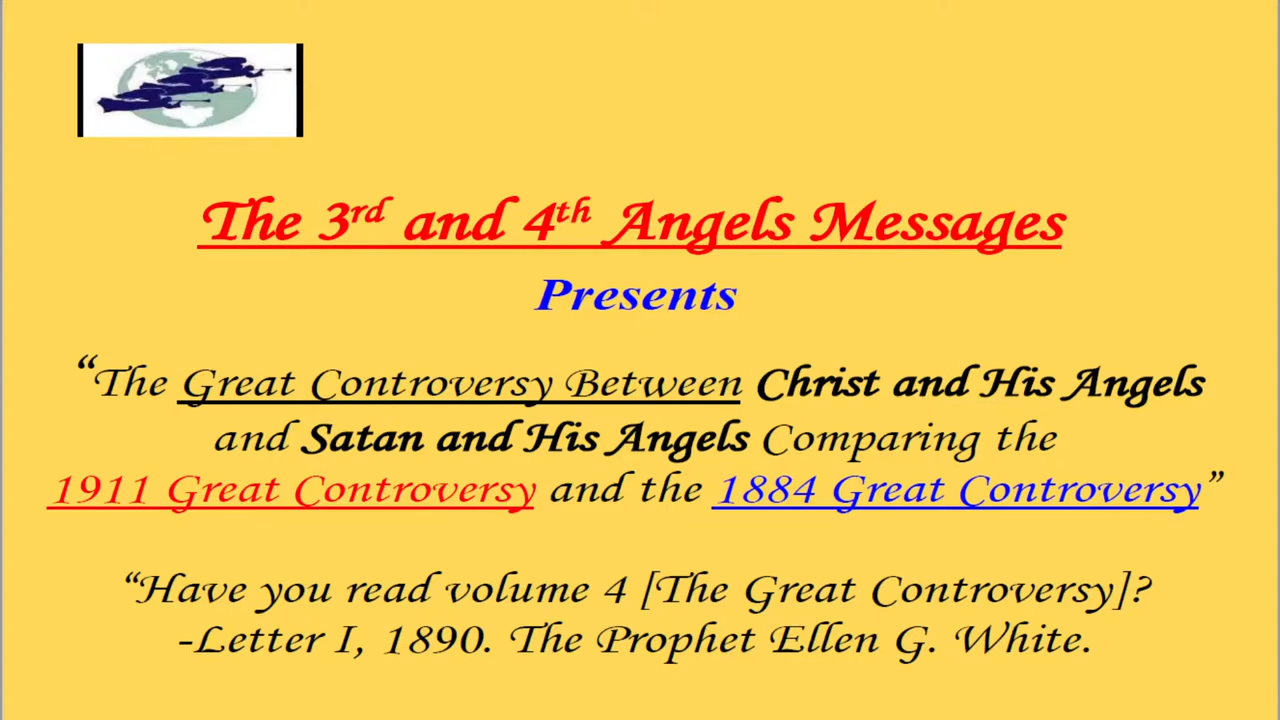 The 3rd and 4th Angels Messages
Presents
“The Great Controversy Between Christ and His Angels
and Satan and His Angels Comparing the
1911 Great Controversy and the 1884 Great Controversy”
“Have you read volume 4 [The Great Controversy]?
-Letter I, 1890. The Prophet Ellen G. White.